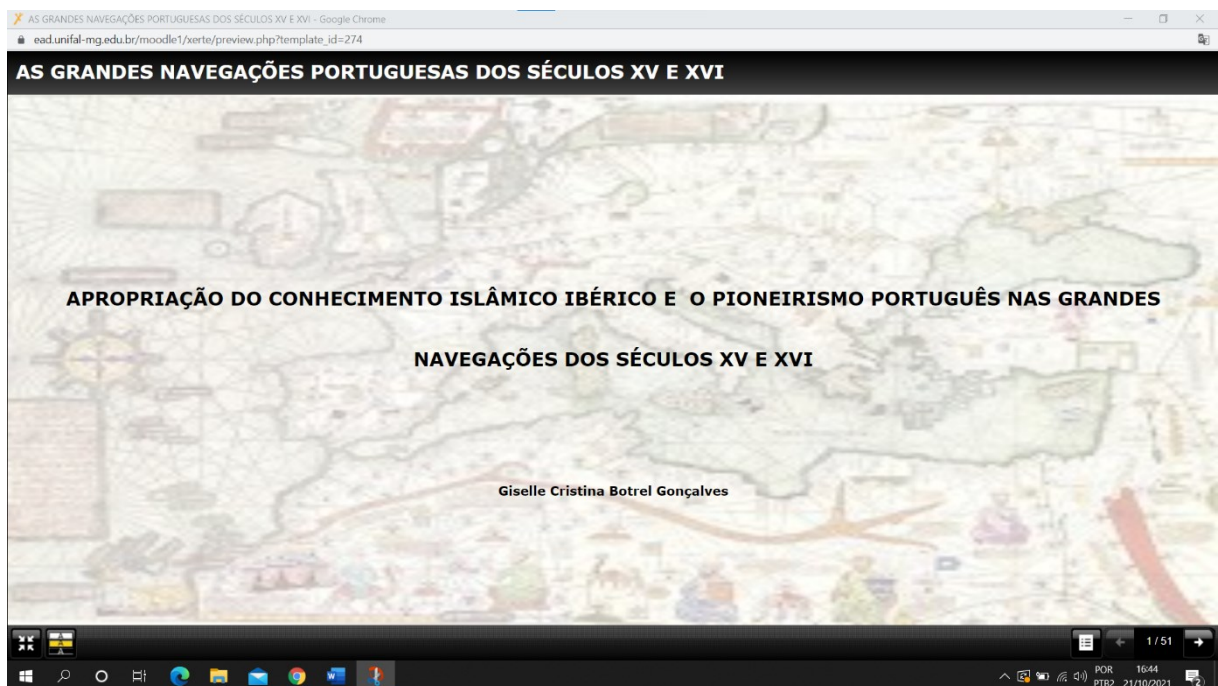 AS GRANDES NAVEGAÇÕES PORTUGUESAS DOS SÉCULOS XV E XVI - Google Chrome
ead.unifal-mg.edu.br/moodle1/xerte/preview.php?template_id=274
AS GRANDES NAVEGAÇÕES PORTUGUESAS DOS SÉCULOS XV E XVI
APROPRIAÇÃO DO CONHECIMENTO ISLÂMICO IBÉRICO E O PIONEIRISMO PORTUGUÊS NAS GRANDES
NAVEGAÇÕES DOS SÉCULOS XV E XVI
Giselle Cristina Botrel Gonçalves
1 / 51
POR 16:44
PTB2 21/10/2021
2